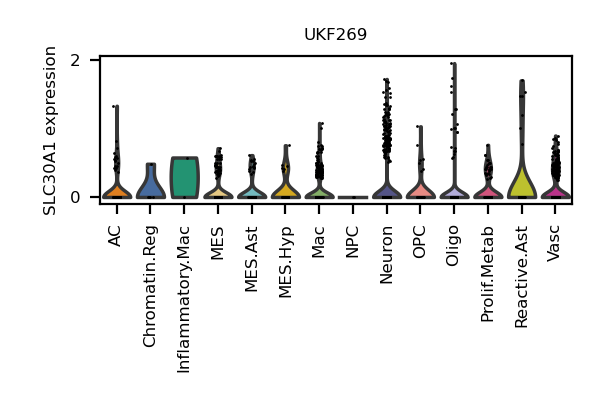 UKF269
SLC30A1 expression
2
0
AC
Chromatin.Reg
Inflammatory.Mac
MES
MES.Ast
MES.Hyp
Mac
NPC
Neuron
OPC
Oligo
Prolif.Metab
Reactive.Ast
Vasc